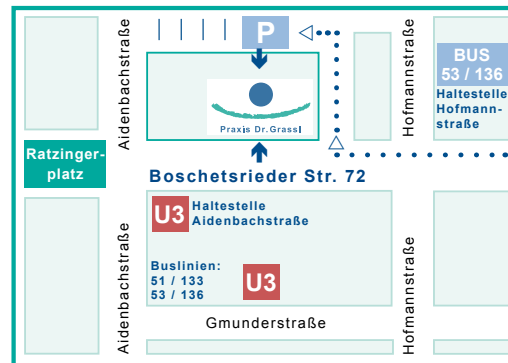 Aidenbachstraße
P
Hofmannstraße
BUS
53 / 136
Haltestelle
Hofmann-
straße
Praxis Dr.Grassl
Ratzinger-
platz
Boschetsrieder Str. 72
U3
Haltestelle
Aidenbachstraße
Buslinien:
51 / 133
53 / 136
U3
Aidenbachstraße
Hofmannstraße
Gmunderstraße